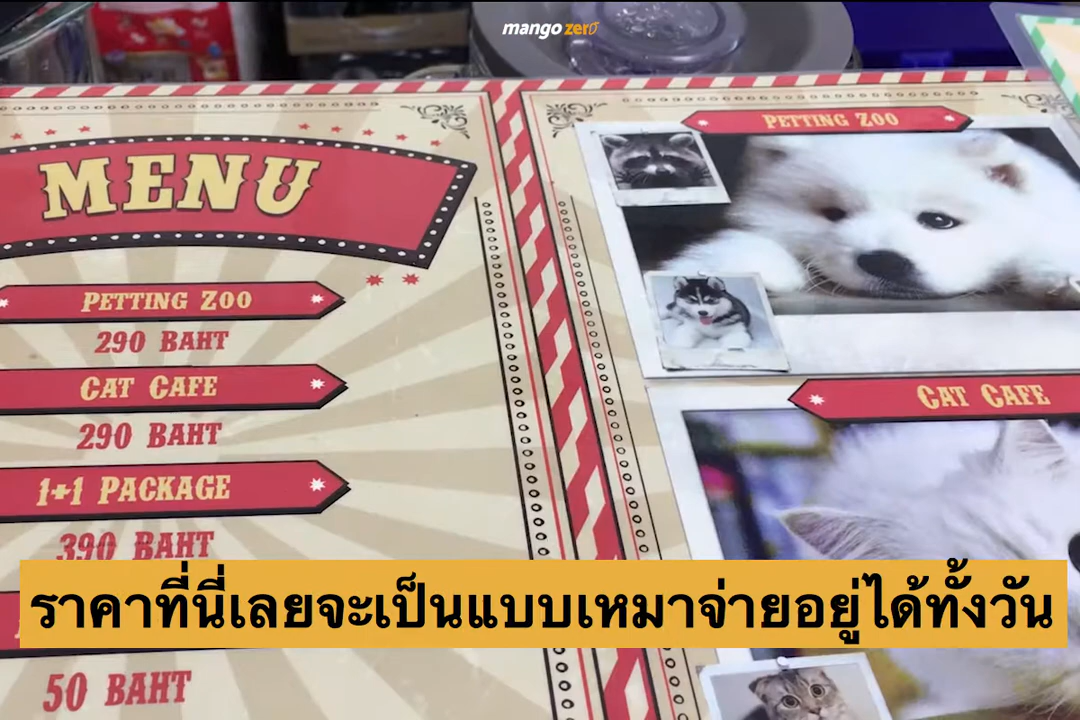 mango zero
MENU
PETTING ZOO
290 BAHT
CAT CAFE
290 BAHT
1+1 PACKAGE
390 BAHT
50 BAHT
PETTING ZOO
CAT CAFE
ราคาที่นี่เลยจะเป็นแบบเหมาจ่ายอยู่ได้ทั้งวัน